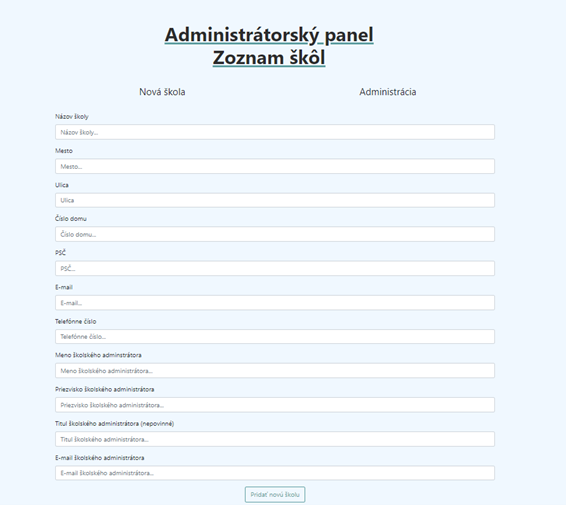 Administrátorský panel
Zoznam škôl
Nová škola Administrácia
Názov školy
Názov školy...
Mesto
Mesto...
Ulica
Ulica
Číslo domu
Číslo domu...
PSČ
PSČ...
E-mail
E-mail...
Telefónne číslo
Telefónne číslo...
Meno školského adminstrátora
Meno školského administrátora...
Priezvisko školského administrátora
Priezvisko školského administrátora...
Titul školského administrátora (nepovinné)
Titul školského administrátora...
E-mail školského administrátora
E-mail školského administrátora...
Pridať novú školu